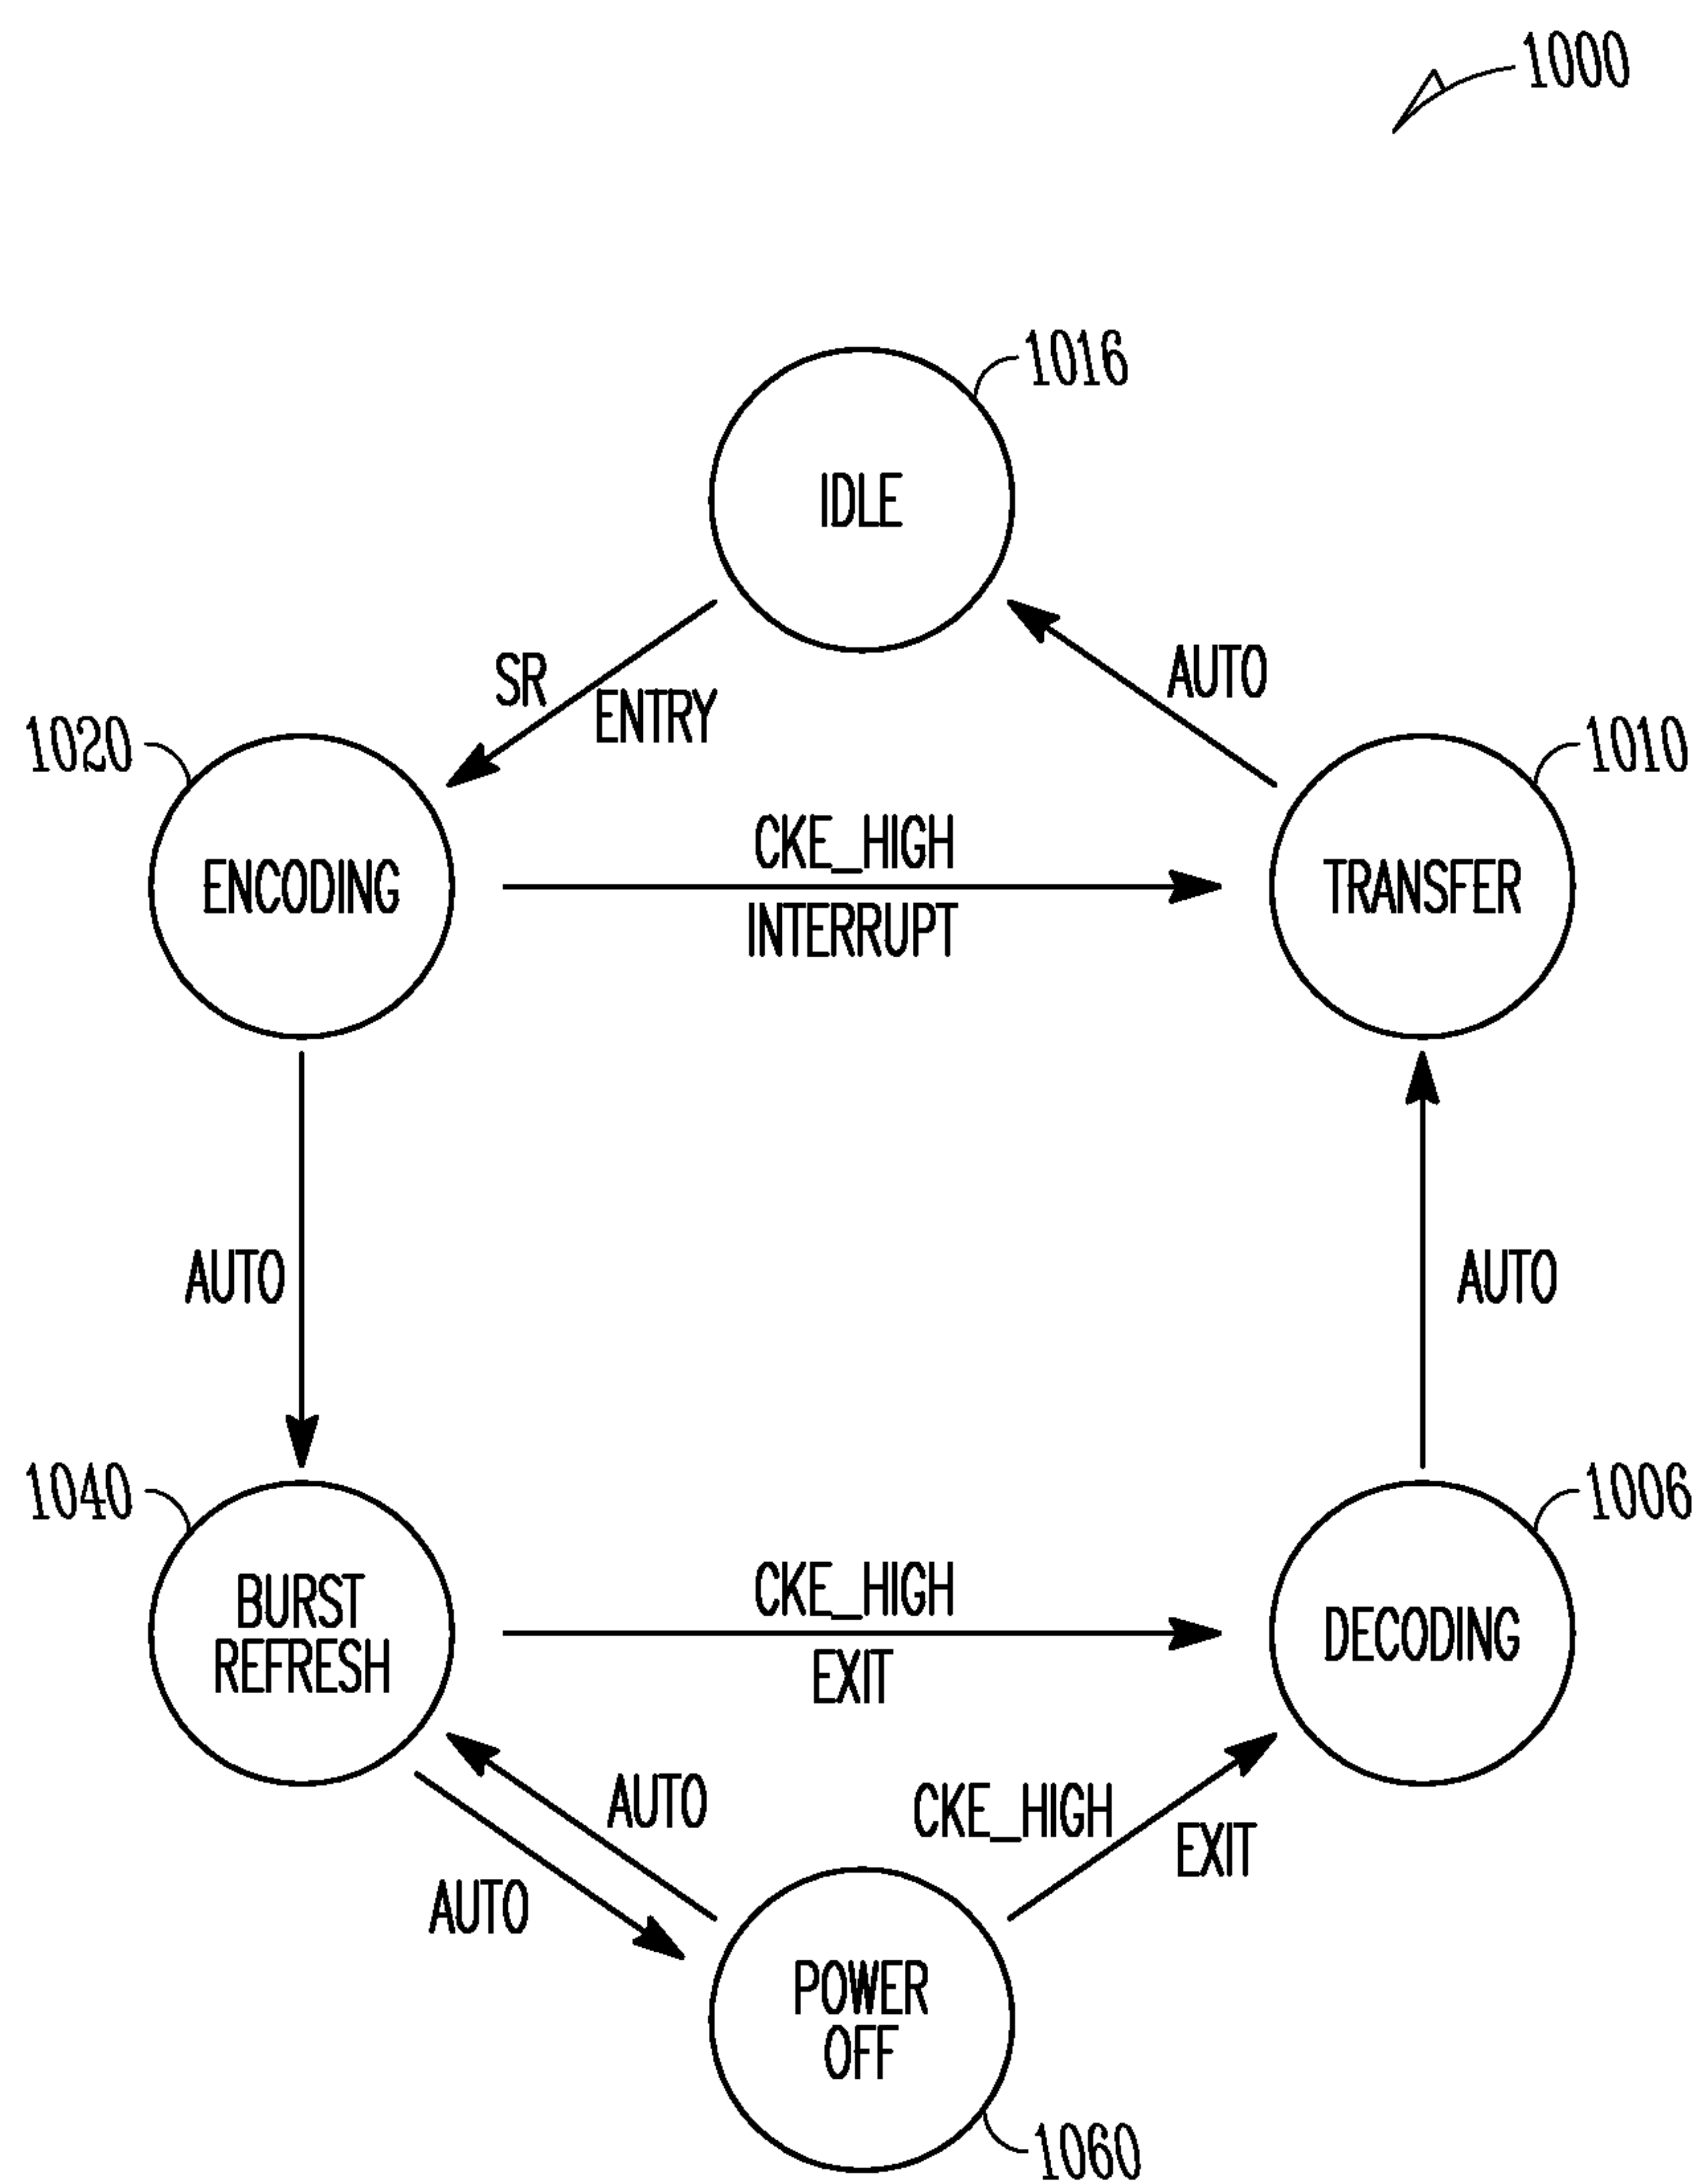 1000
1016
IDLE
SR
ENTRY
AUTO
1020
1010
ENCODING
CKE_HIGH
INTERRUPT
TRANSFER
AUTO
AUTO
1040
1006
BURST
REFRESH
CKE_HIGH
EXIT
DECODING
AUTO
AUTO
CKE_HIGH
EXIT
POWER
OFF
1060